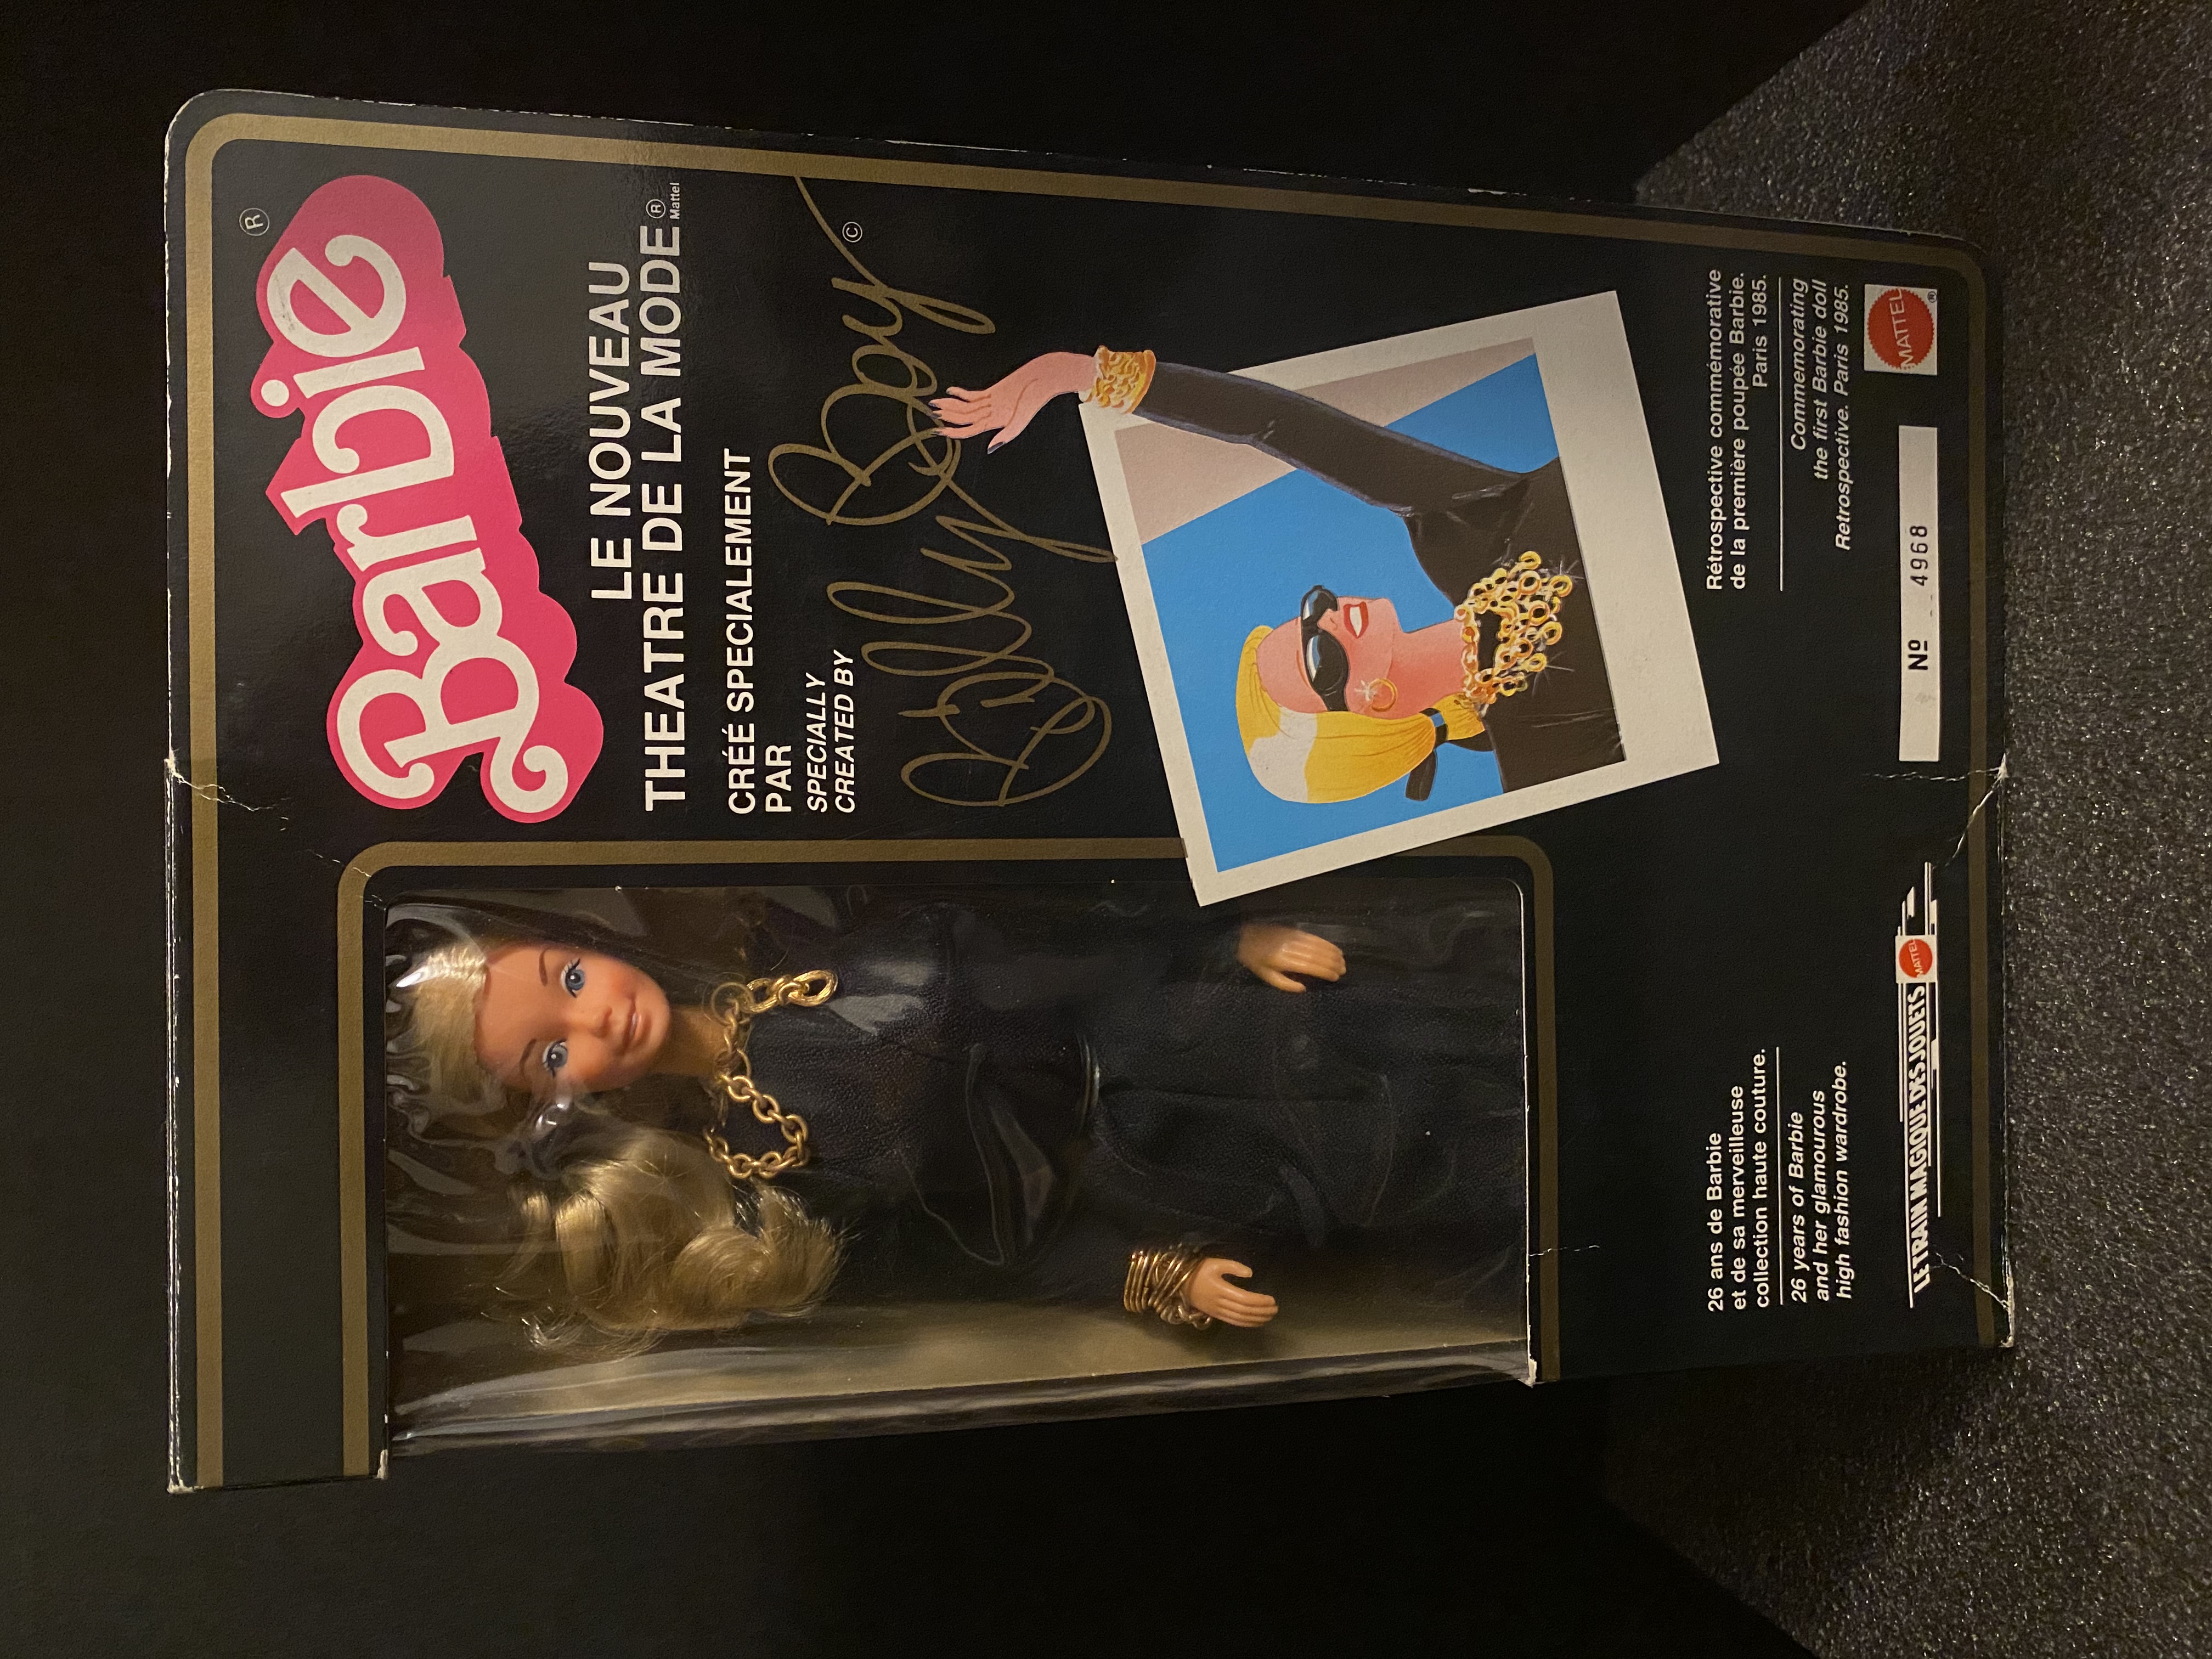 Barbie®
LE NOUVEAU
THEATRE DE LA MODE®
Mattel
CRÉÉ SPECIALEMENT
PAR
SPECIALLY
CREATED BY
Billy Boy ©
26 ans de Barbie
et de sa merveilleuse
collection haute couture.
26 years of Barbie
and her glamourous
high fashion wardrobe.
Rétrospective commémorative
de la première poupée Barbie.
Paris 1985.
Commemorating
the first Barbie doll
Retrospective. Paris 1985.
LE TRAIN MAGIQUE DES JOUETS
MATTEL
Nº 4968
MATTEL®